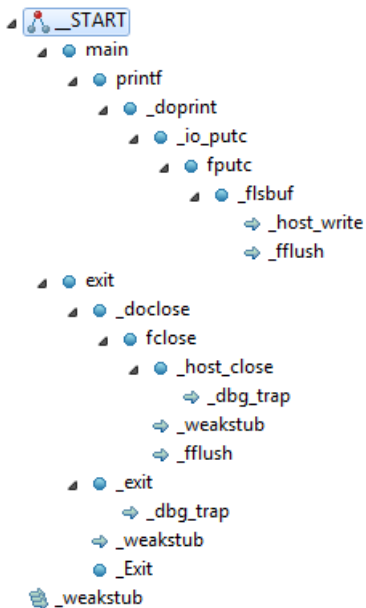 __START
main
printf
_doprint
_io_putc
fputc
_flsbuf
_host_write
_fflush
exit
_doclose
fclose
_host_close
_dbg_trap
_weakstub
_fflush
_exit
_dbg_trap
_weakstub
_Exit
_weakstub